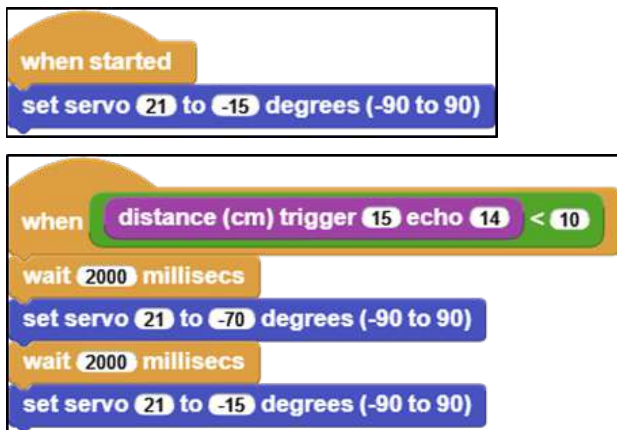 when started
set servo 21 to -15 degrees (-90 to 90)
when distance (cm) trigger 15 echo 14 < 10
wait 2000 millisecs
set servo 21 to -70 degrees (-90 to 90)
wait 2000 millisecs
set servo 21 to -15 degrees (-90 to 90)